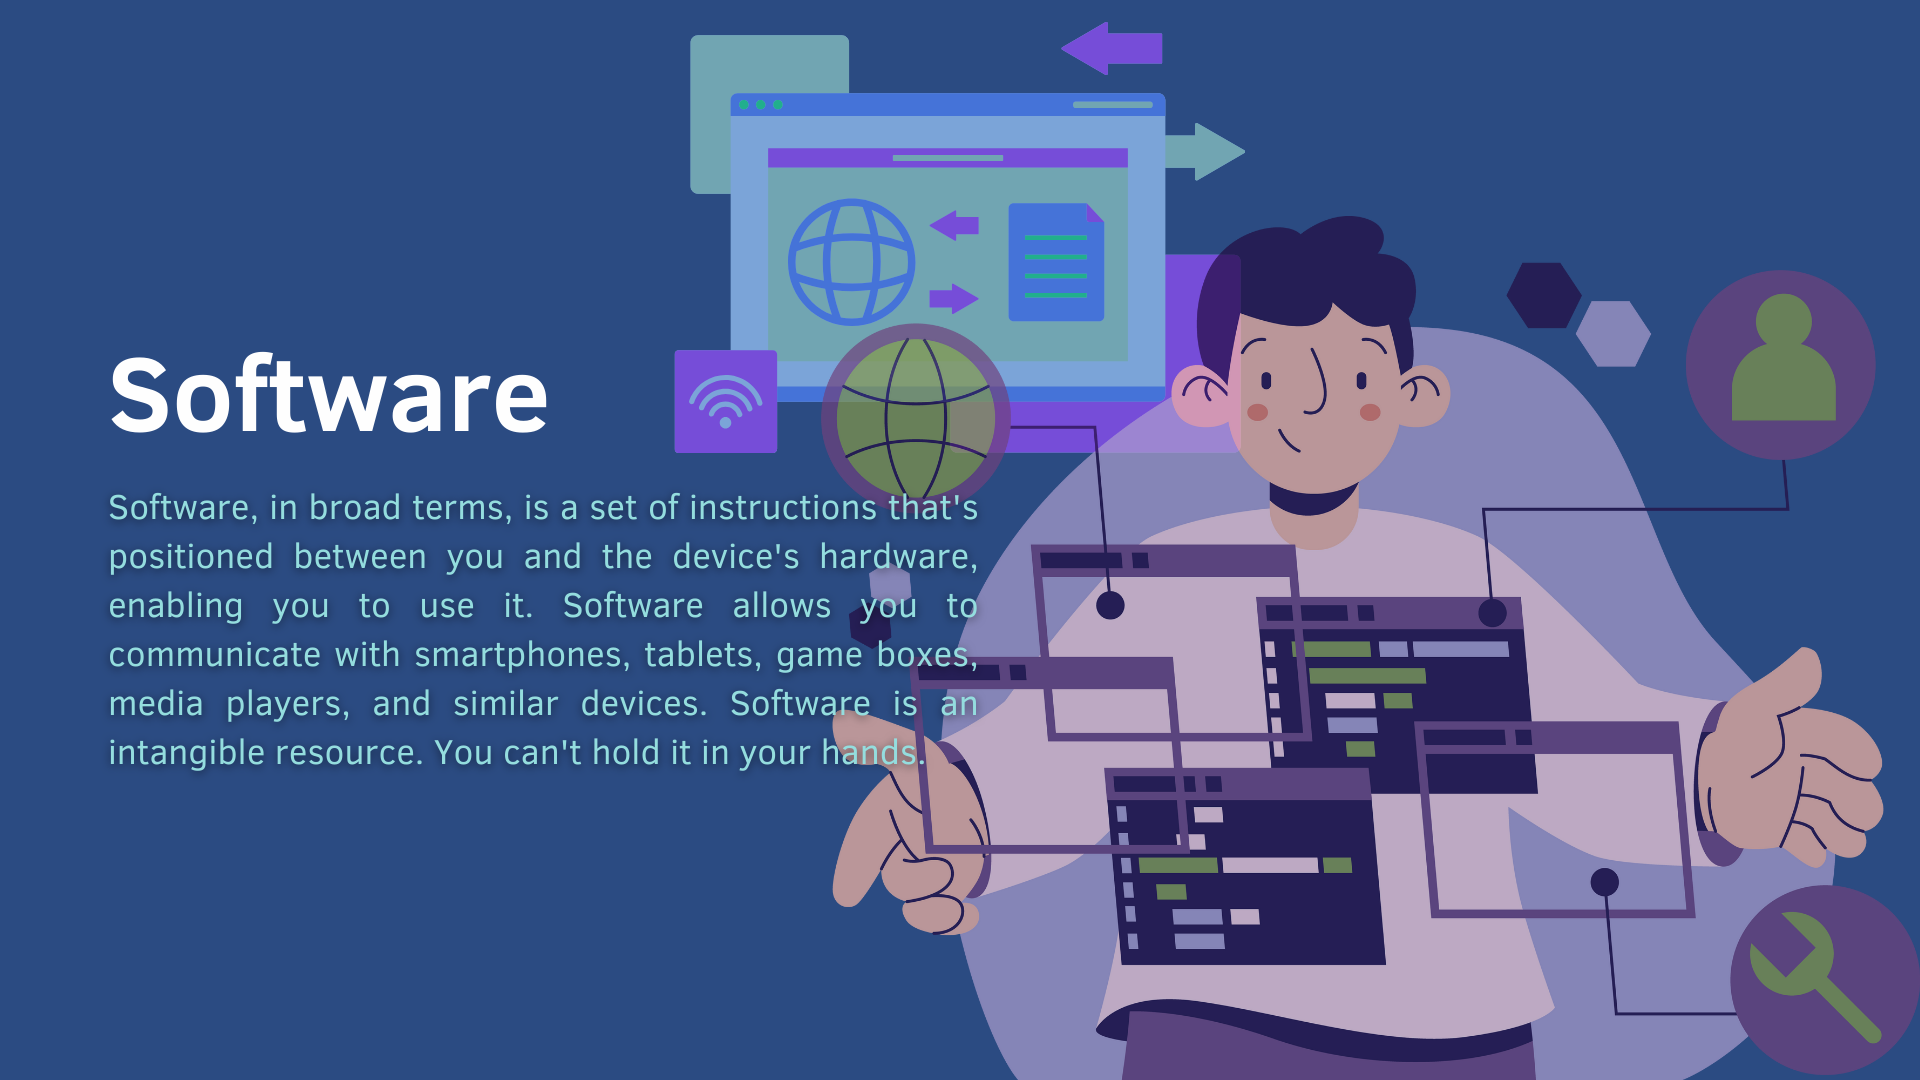 Software
Software, in broad terms, is a set of instructions that's
positioned between you and the device's hardware,
enabling you to use it. Software allows you to
communicate with smartphones, tablets, game boxes,
media players, and similar devices. Software is an
intangible resource. You can't hold it in your hands.